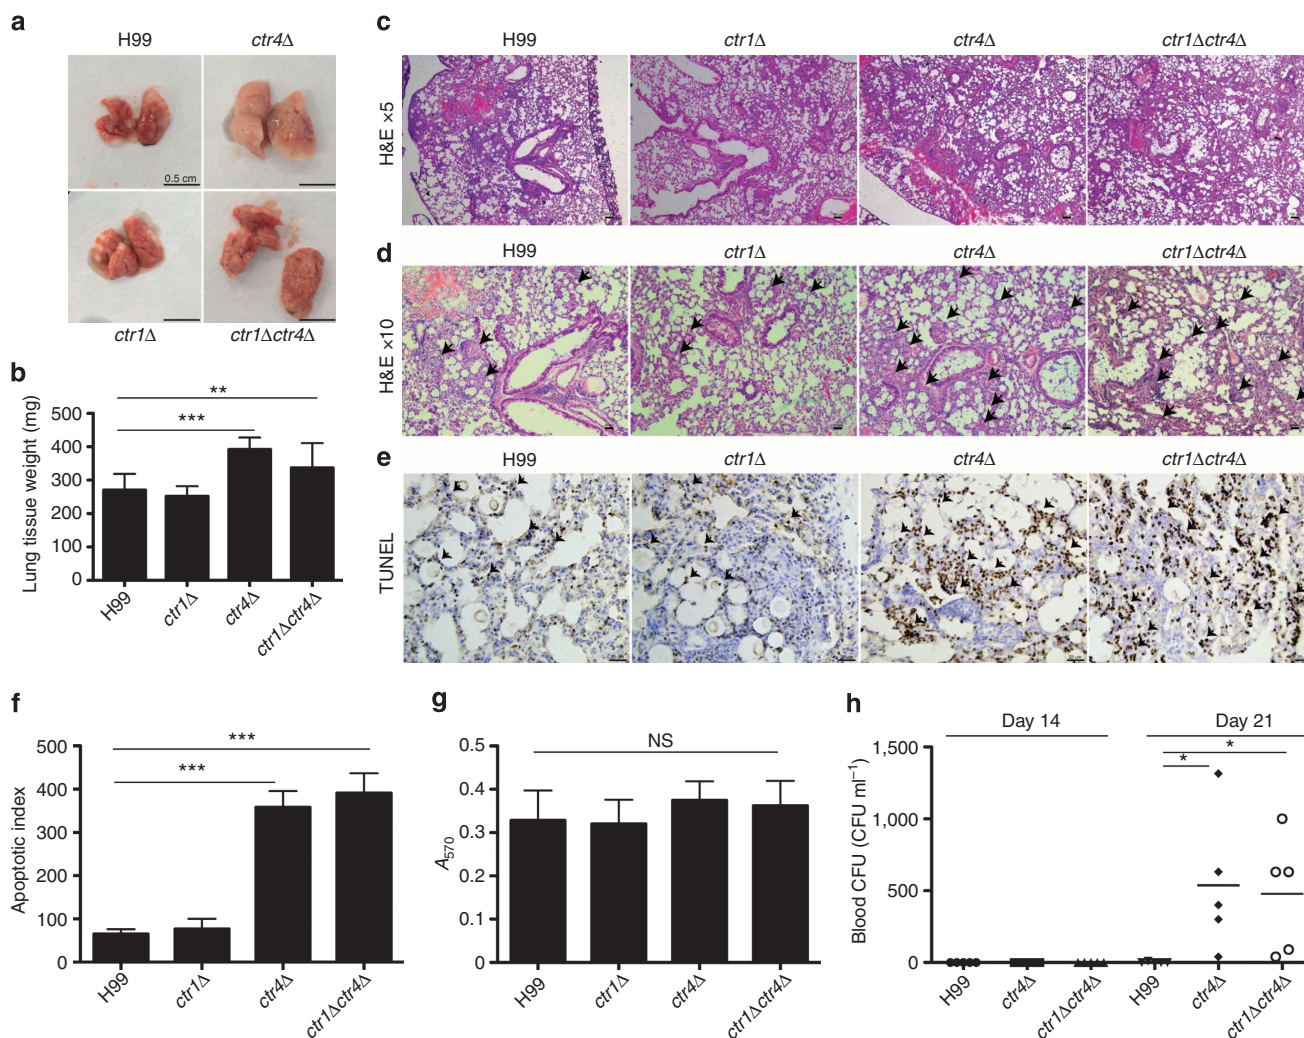 a
H99 ctr4Δ
0.5 cm
ctr1Δ ctr1Δctr4Δ
b
Lung tissue weight (mg)
500
400
300
200
100
0
**
***
H99 ctr1Δ ctr4Δ ctr1Δctr4Δ
c
H99 ctr1Δ ctr4Δ ctr1Δctr4Δ
H&E ×5
d
H99 ctr1Δ ctr4Δ ctr1Δctr4Δ
H&E ×10
e
H99 ctr1Δ ctr4Δ ctr1Δctr4Δ
TUNEL
f
Apoptotic index
500
400
300
200
100
0
***
***
H99 ctr1Δ ctr4Δ ctr1Δctr4Δ
g
A570
0.5
0.4
0.3
0.2
0.1
0
NS
H99 ctr1Δ ctr4Δ ctr1Δctr4Δ
h
Day 14 Day 21
Blood CFU (CFU ml−1)
1,500
1,000
500
0
*
*
H99 ctr4Δ ctr1Δctr4Δ H99 ctr4Δ ctr1Δctr4Δ